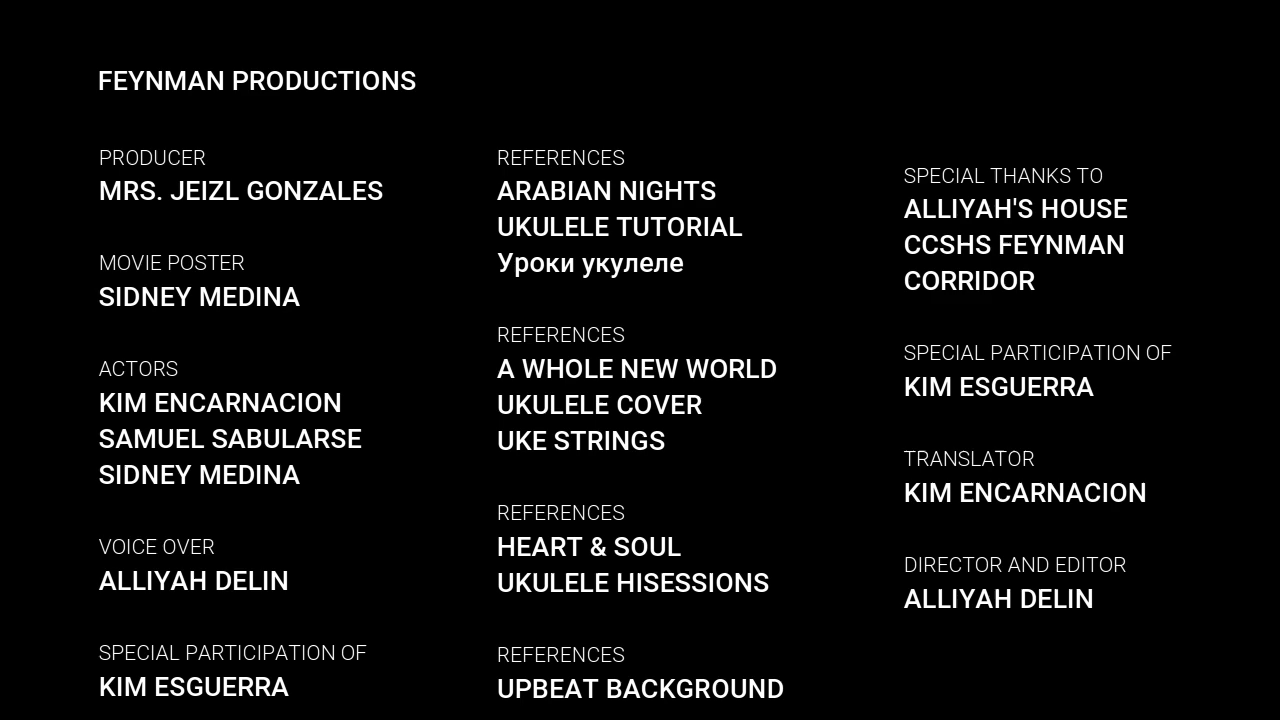 FEYNMAN PRODUCTIONS
PRODUCER
MRS. JEIZL GONZALES
MOVIE POSTER
SIDNEY MEDINA
ACTORS
KIM ENCARNACION
SAMUEL SABULARSE
SIDNEY MEDINA
VOICE OVER
ALLIYAH DELIN
SPECIAL PARTICIPATION OF
KIM ESGUERRA
REFERENCES
ARABIAN NIGHTS
UKULELE TUTORIAL
Уроки укулеле
REFERENCES
A WHOLE NEW WORLD
UKULELE COVER
UKE STRINGS
REFERENCES
HEART & SOUL
UKULELE HISESSIONS
REFERENCES
UPBEAT BACKGROUND
SPECIAL THANKS TO
ALLIYAH'S HOUSE
CCSHS FEYNMAN
CORRIDOR
SPECIAL PARTICIPATION OF
KIM ESGUERRA
TRANSLATOR
KIM ENCARNACION
DIRECTOR AND EDITOR
ALLIYAH DELIN